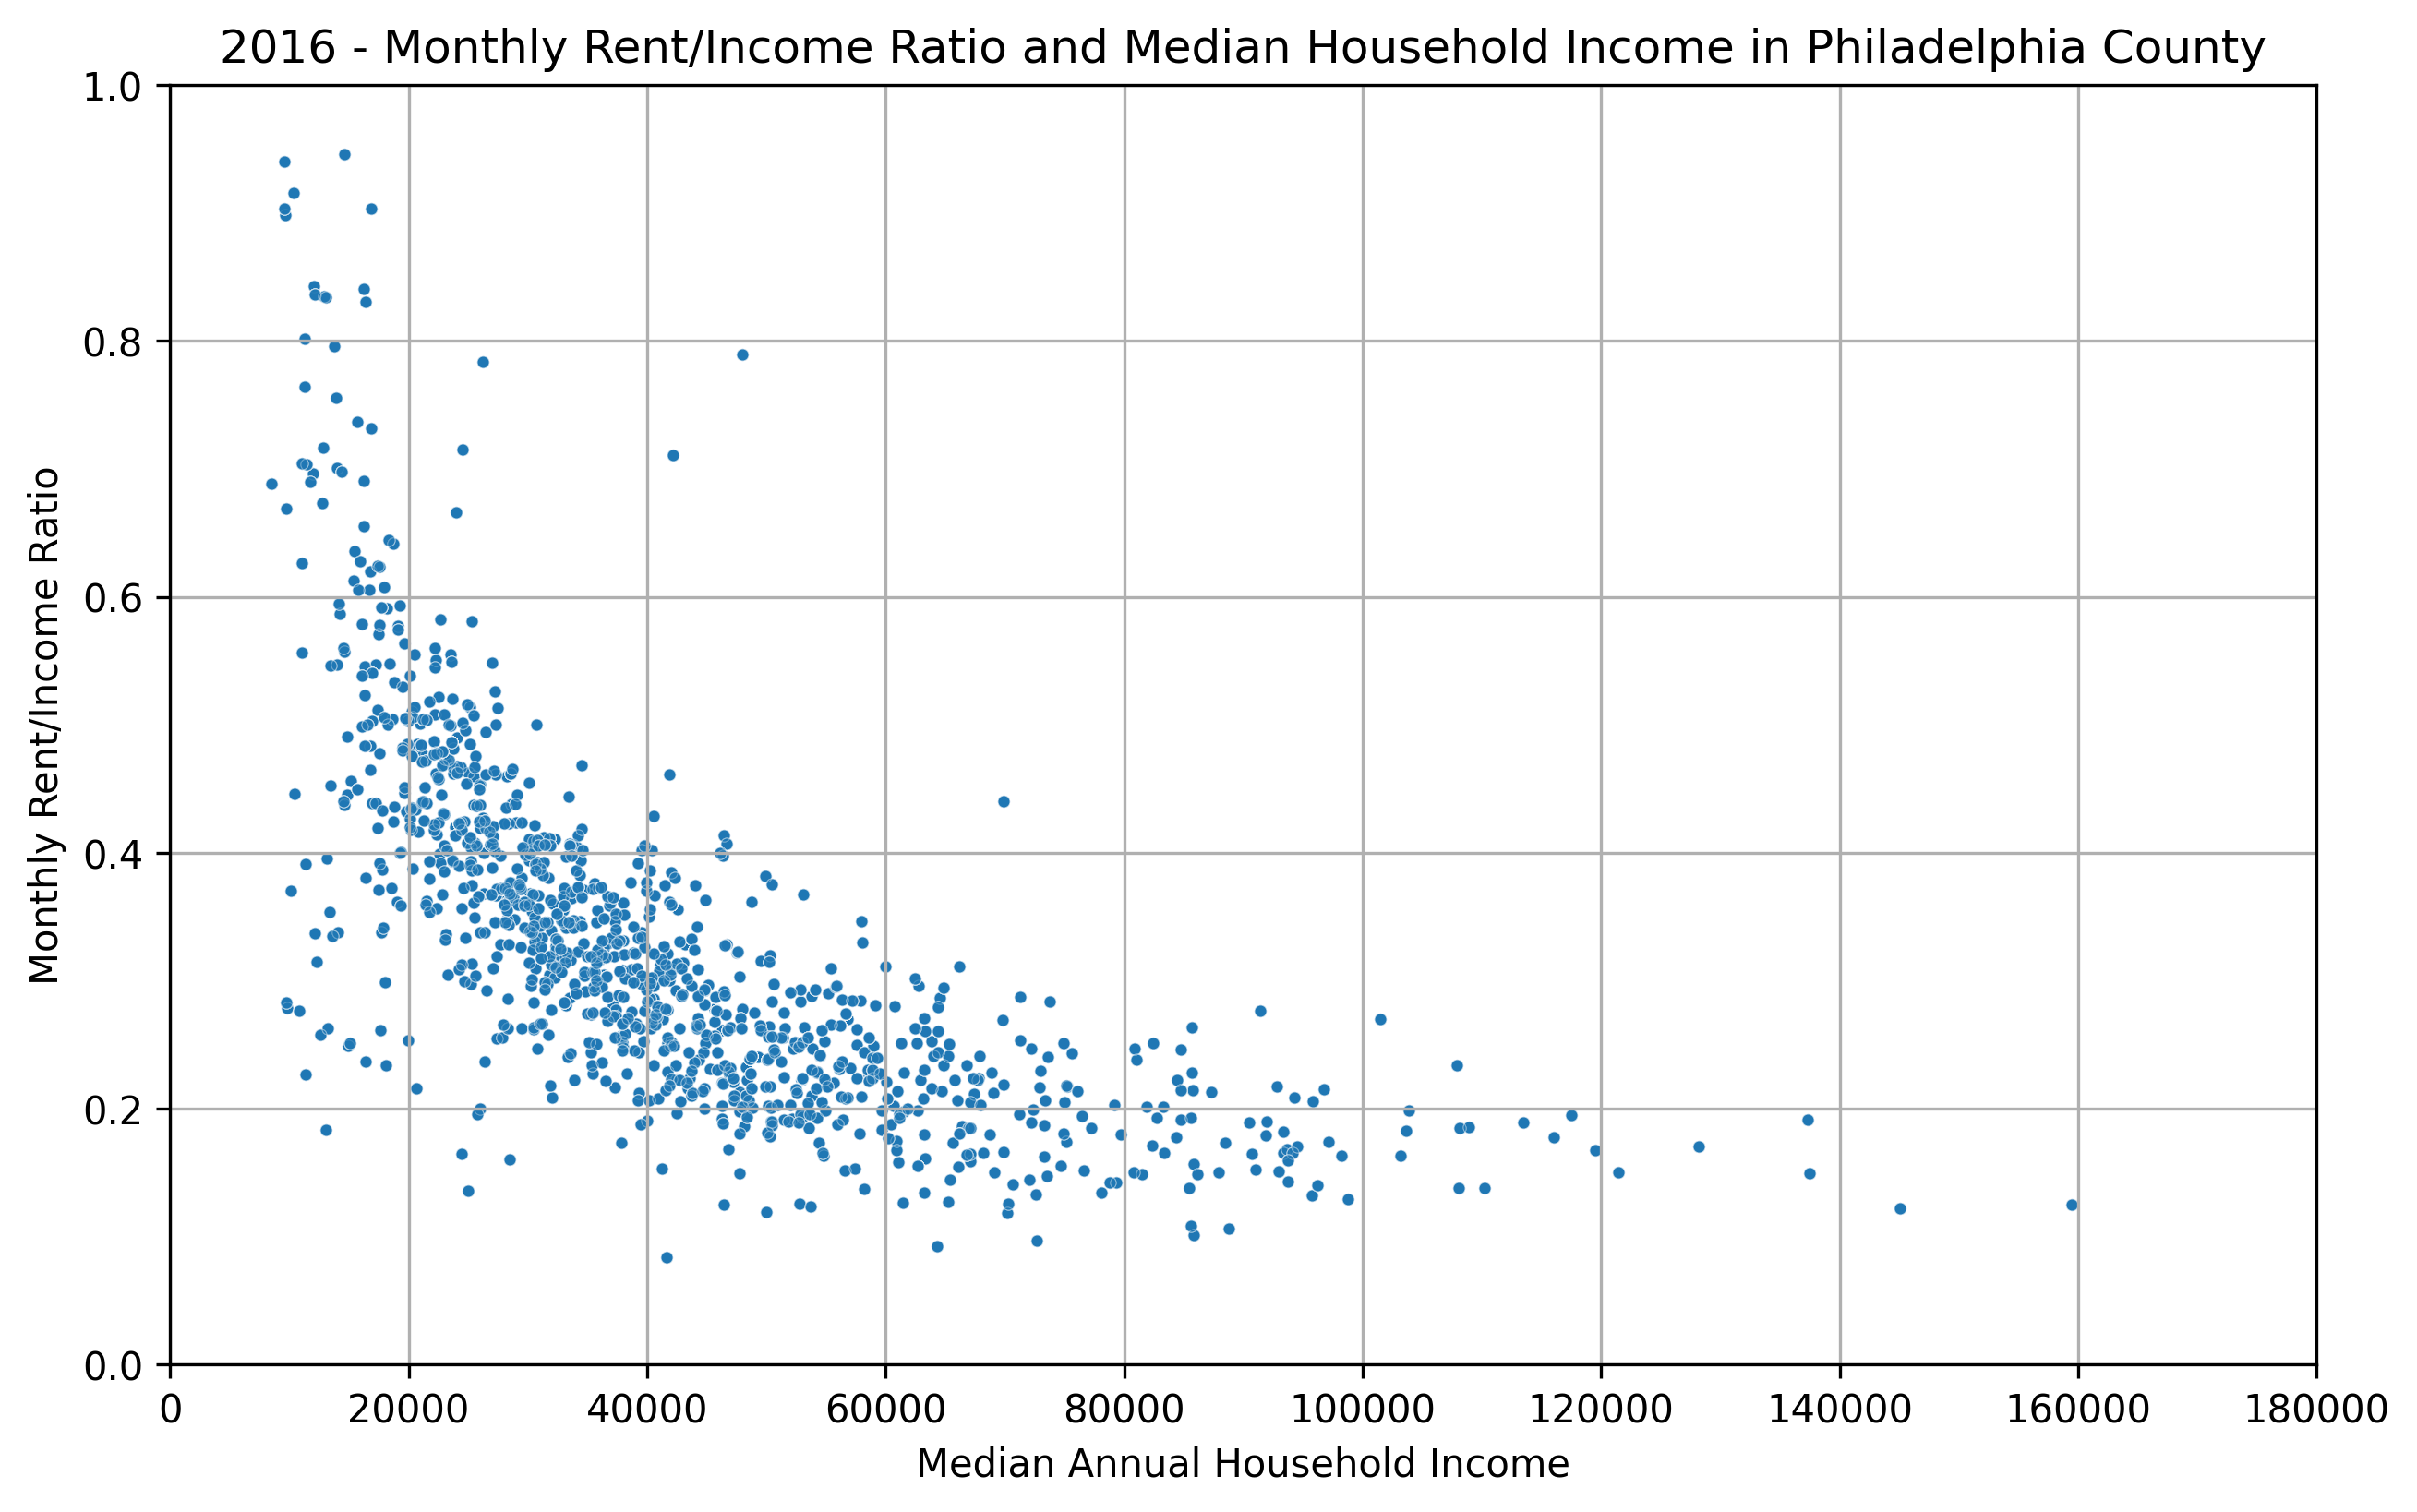 2016 - Monthly Rent/Income Ratio and Median Household Income in Philadelphia County
1.0
0.8
0.6
0.4
0.2
0.0
Monthly Rent/Income Ratio
0 20000 40000 60000 80000 100000 120000 140000 160000 180000
Median Annual Household Income